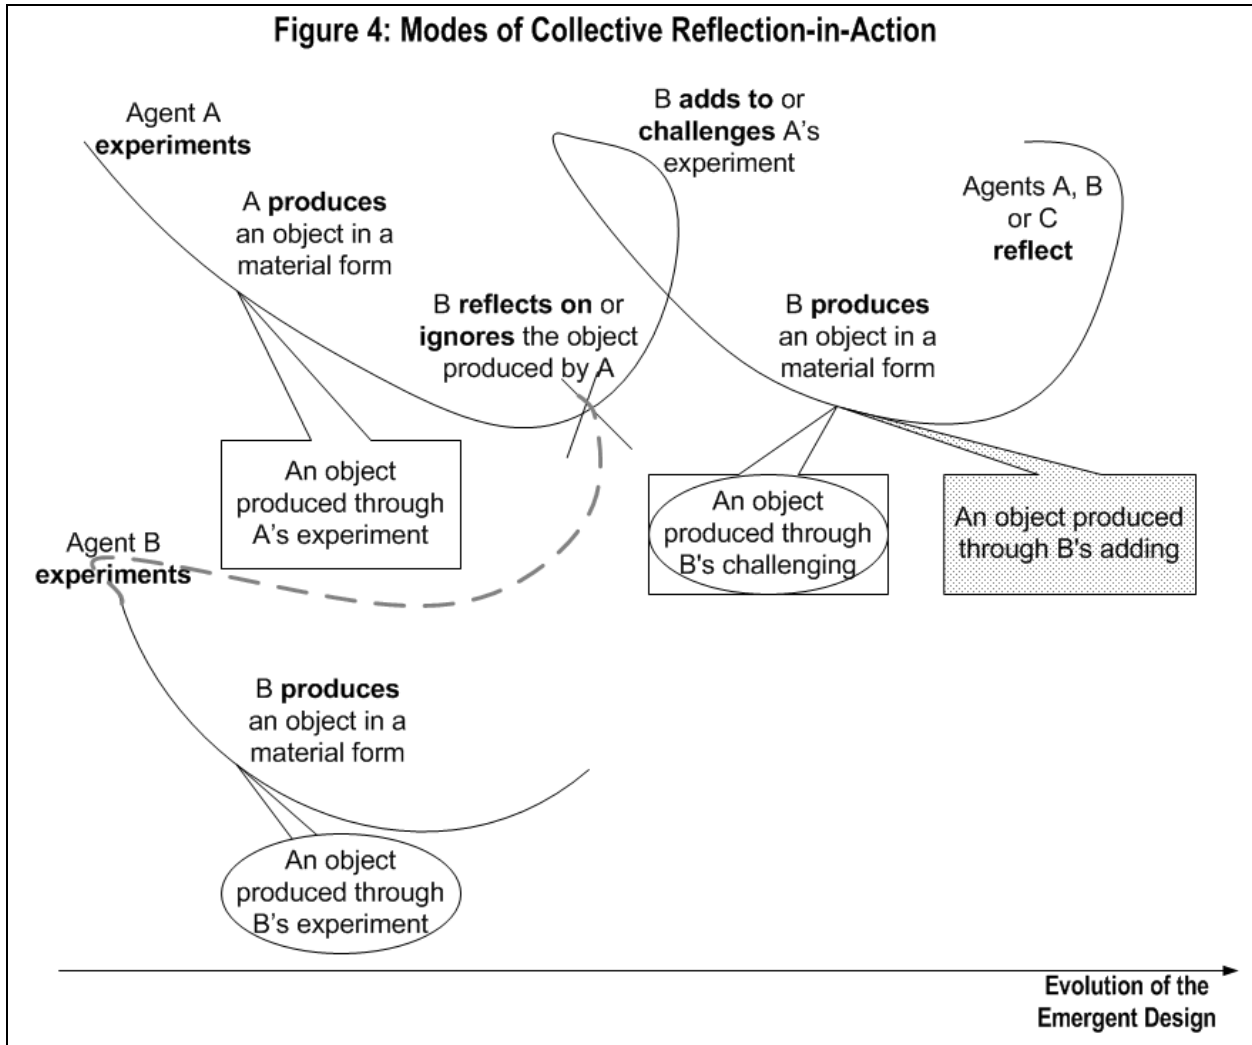 Figure 4: Modes of Collective Reflection-in-Action
Agent A
experiments
A produces
an object in a
material form
B reflects on or
ignores the object
produced by A
B adds to or
challenges A's
experiment
B produces
an object in a
material form
Agents A, B
or C
reflect
An object
produced through
A's experiment
An object
produced through
B's challenging
An object produced
through B's adding
Agent B
experiments
B produces
an object in a
material form
An object
produced through
B's experiment
Evolution of the
Emergent Design